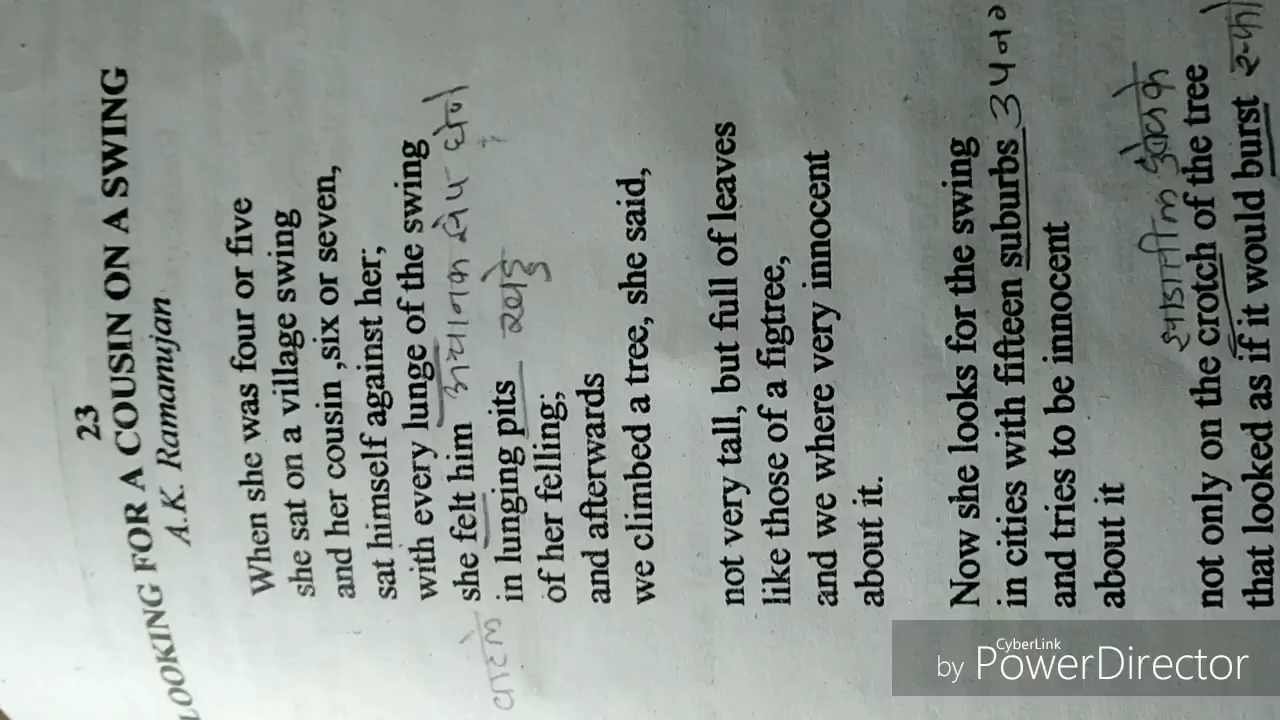 23
LOOKING FOR A COUSIN ON A SWING
A.K. Ramanujan
When she was four or five
she sat on a village swing
and her cousin ,six or seven,
sat himself against her;
with every lunge of the swing
she felt him अचानक झेप घेणे
वाटले
in lunging pits खड्डे
of her felling;
and afterwards
we climbed a tree, she said,
not very tall, but full of leaves
like those of a figtree,
and we where very innocent
about it.
Now she looks for the swing
in cities with fifteen suburbs उपनग
and tries to be innocent
about it
not only on the crotch of the tree
that looked as if it would burst
CyberLink
by PowerDirector